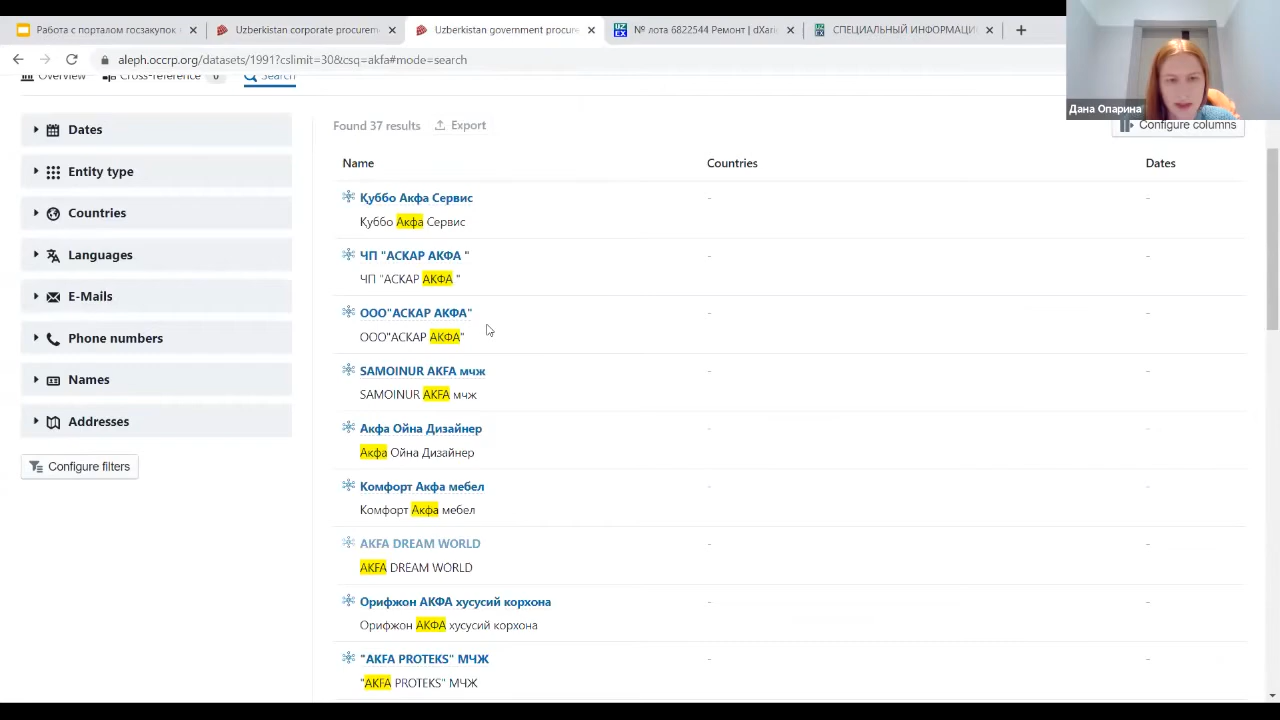 Работа с порталом госзакупок
Uzbekistan corporate procurem
Uzbekistan government procure
№ лота 6822544 Ремонт | dXari
СПЕЦИАЛЬНЫЙ ИНФОРМАЦИ
aleph.occrp.org/datasets/1991?cslimit=30&csq=akfa#mode=search
Дана Опарина
Overview
Cross-reference
0
Search
Dates
Entity type
Countries
Languages
E-Mails
Phone numbers
Names
Addresses
Configure filters
Found 37 results
Export
Configure columns
Name
Countries
Dates
Қуббо Акфа Сервис
-
-
Қуббо Акфа Сервис
ЧП "АСКАР АКФА "
-
-
ЧП "АСКАР АКФА "
ООО"АСКАР АКФА"
-
-
ООО"АСКАР АКФА"
SAMOINUR AKFA мчж
-
-
SAMOINUR AKFA мчж
Акфа Ойна Дизайнер
-
-
Акфа Ойна Дизайнер
Комфорт Акфа мебел
-
-
Комфорт Акфа мебел
AKFA DREAM WORLD
-
-
AKFA DREAM WORLD
Орифжон АКФА хусусий корхона
-
-
Орифжон АКФА хусусий корхона
"AKFA PROTEKS" МЧЖ
-
-
"AKFA PROTEKS" МЧЖ